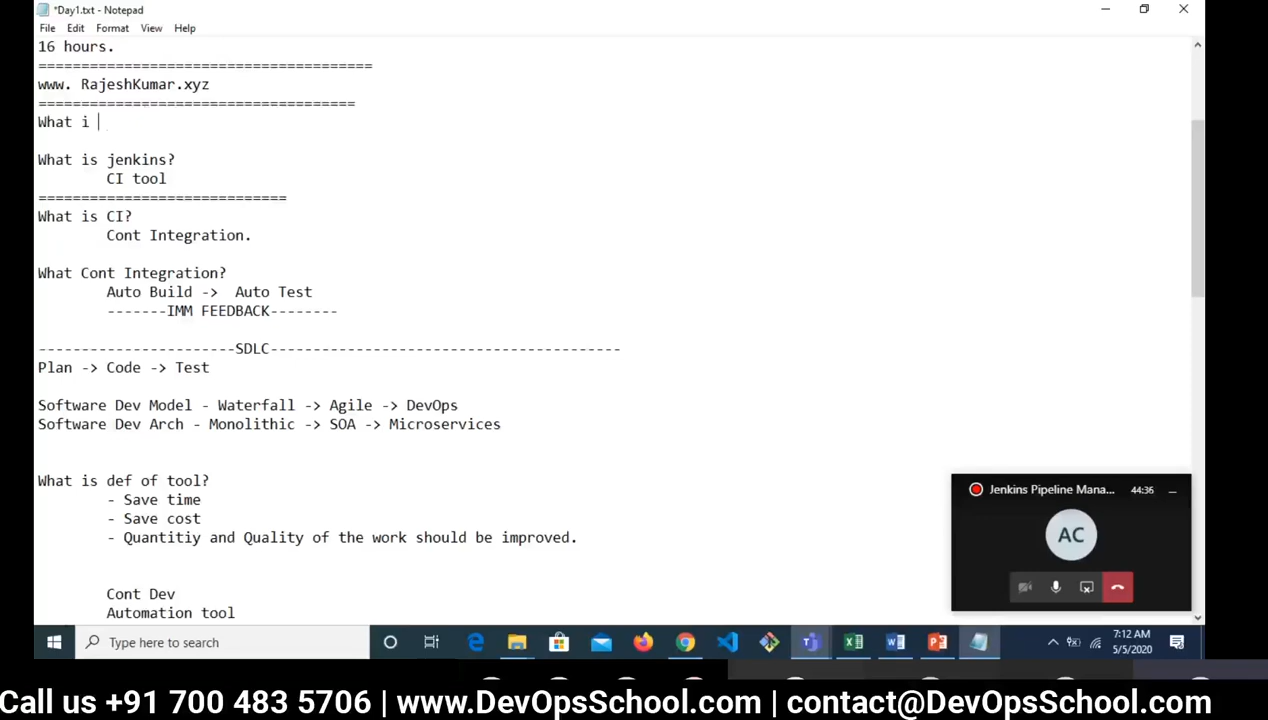 *Day1.txt - Notepad
File Edit Format View Help
16 hours.
=======================================
www. RajeshKumar.xyz
=====================================
What i
What is jenkins?
CI tool
=============================
What is CI?
Cont Integration.
What Cont Integration?
Auto Build -> Auto Test
-------IMM FEEDBACK--------
-----------------------SDLC-----------------------------------------
Plan -> Code -> Test
Software Dev Model - Waterfall -> Agile -> DevOps
Software Dev Arch - Monolithic -> SOA -> Microservices
What is def of tool?
- Save time
- Save cost
- Quantitiy and Quality of the work should be improved.
Cont Dev
Automation tool
Jenkins Pipeline Mana... 44:36
AC
Type here to search
7:12 AM
5/5/2020
Call us +91 700 483 5706 | www.DevOpsSchool.com | contact@DevOpsSchool.com